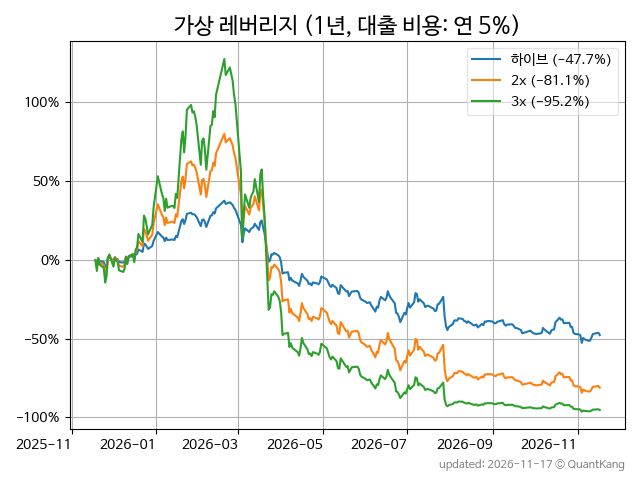 가상 레버리지 (1년, 대출 비용: 연 5%)
하이브 (−47.7%)
2x (−81.1%)
3x (−95.2%)
100%
50%
0%
−50%
−100%
2025-11 2026-01 2026-03 2026-05 2026-07 2026-09 2026-11
updated: 2026-11-17 © QuantKang